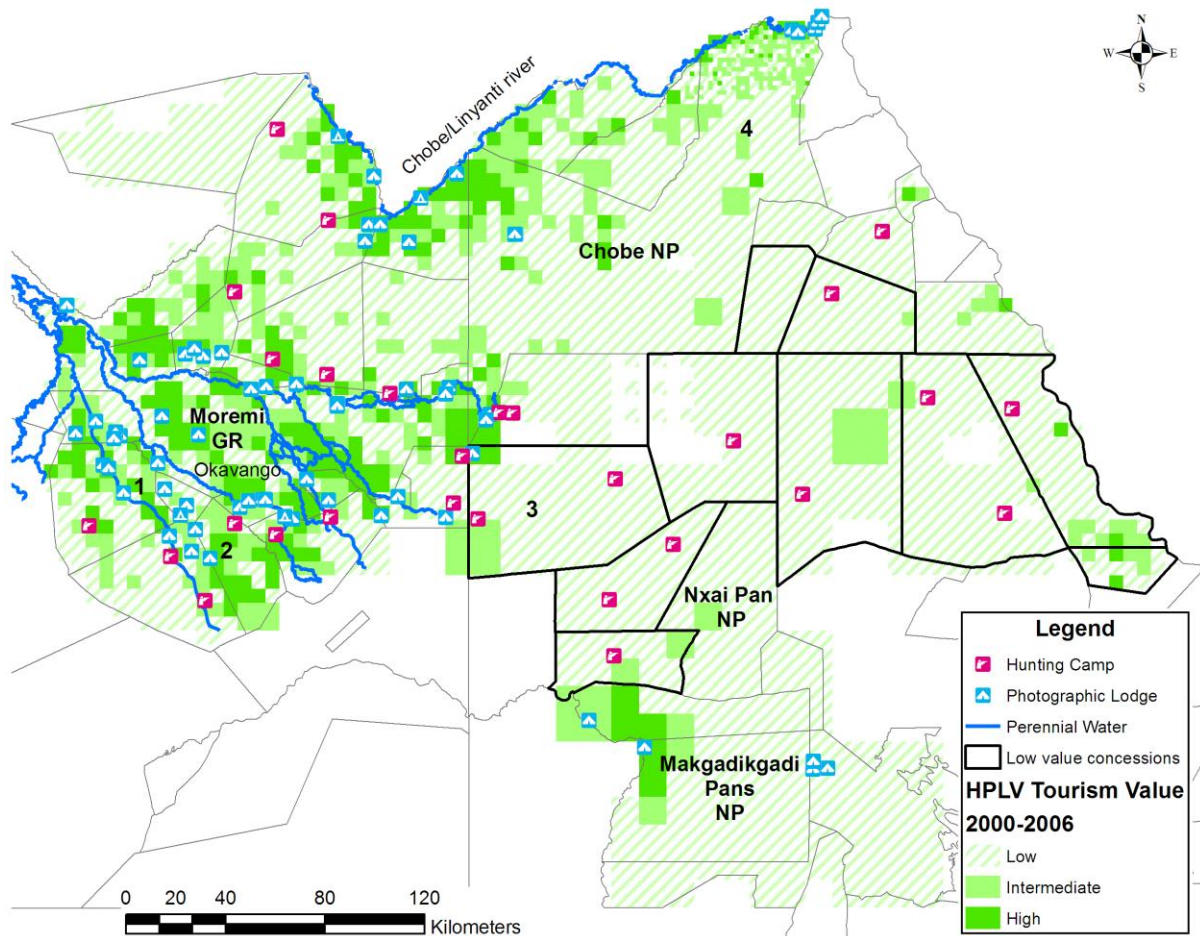 N
W E
S
Chobe/Linyanti river
4
Chobe NP
Moremi
GR
Okavango
1
2
3
Nxai Pan
NP
Makgadikgadi
Pans
NP
Legend
Hunting Camp
Photographic Lodge
Perennial Water
Low value concessions
HPLV Tourism Value
2000-2006
Low
Intermediate
High
0 20 40 80 120
Kilometers